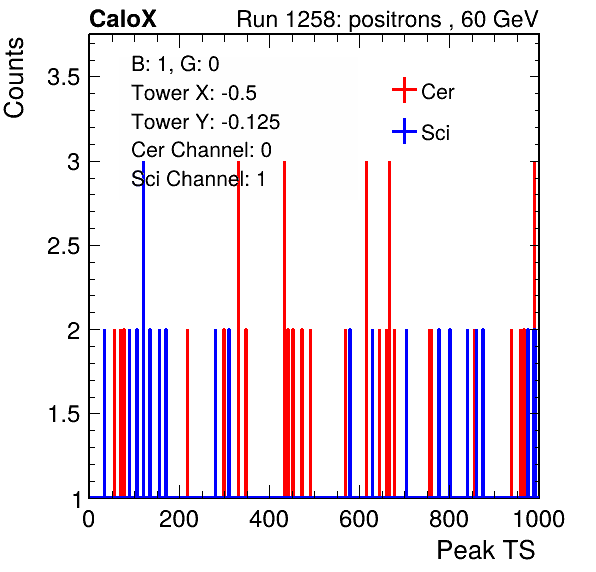 CaloX Run 1258: positrons , 60 GeV
Counts
B: 1, G: 0
Tower X: -0.5
Tower Y: -0.125
Cer Channel: 0
Sci Channel: 1
Cer
Sci
3.5
3
2.5
2
1.5
1
0 200 400 600 800 1000
Peak TS